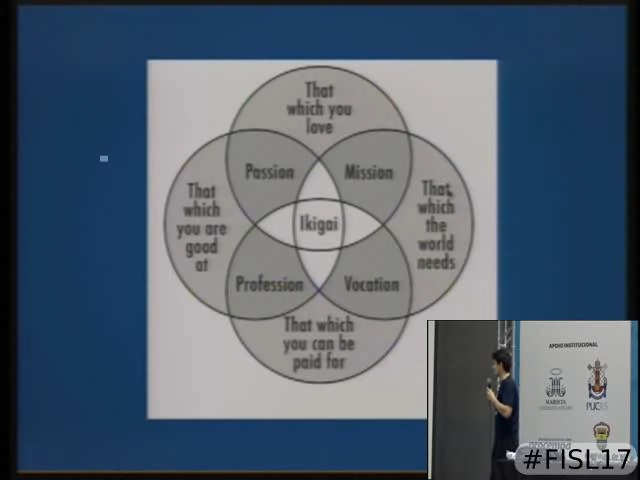 That
which you
love
Passion
Mission
That
which
you are
good
at
Ikigai
That
which
the
world
needs
Profession
Vocation
That which
you can be
paid for
APOIO INSTITUCIONAL
MARISTA
PUCRS
procempa
#FISL17